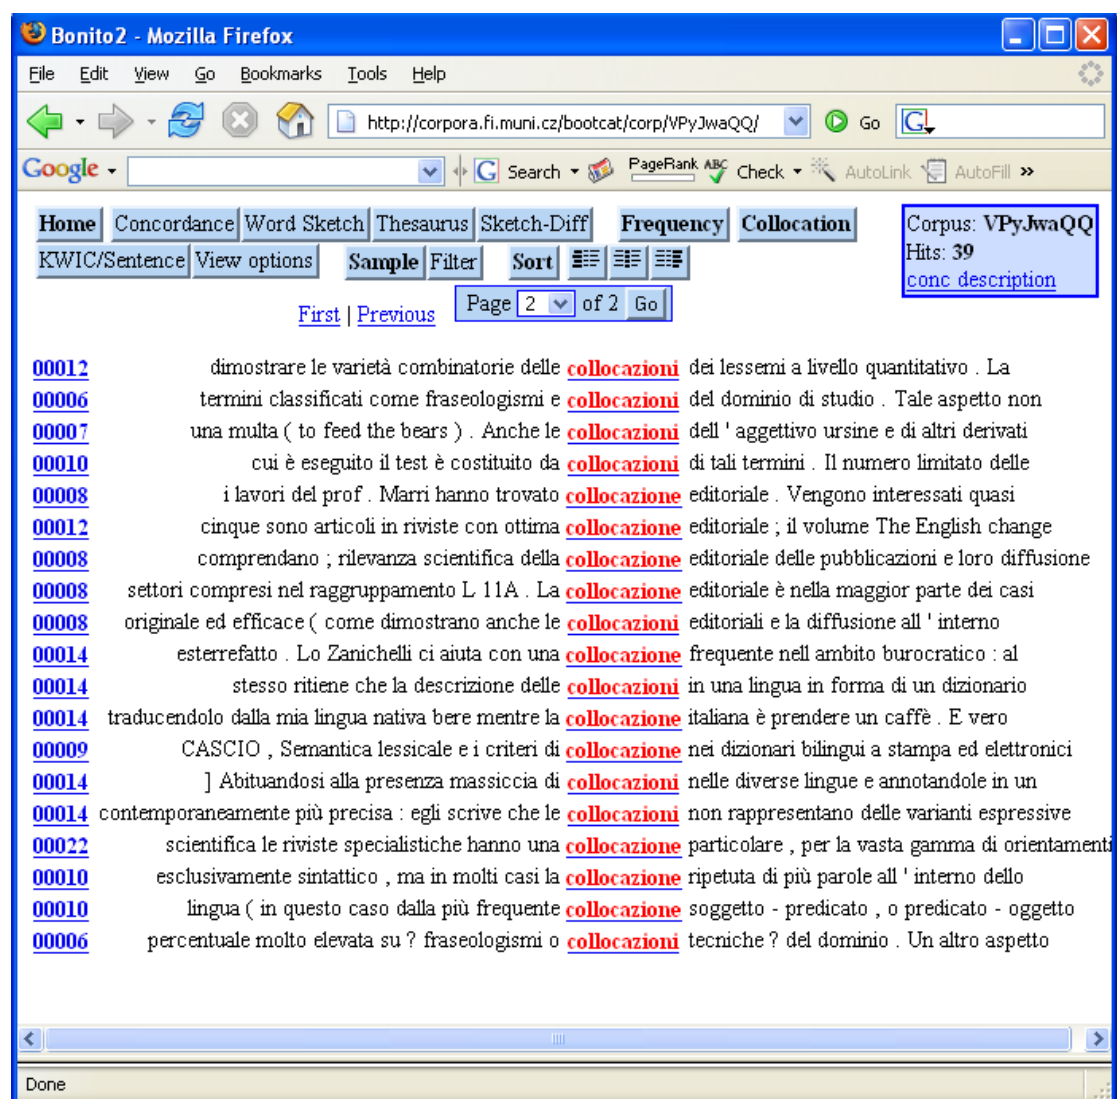 Bonito2 - Mozilla Firefox
File Edit View Go Bookmarks Tools Help
http://corpora.fi.muni.cz/bootcat/corp/VPyJwaQQ/ Go G
Google Search PageRank ABC Check AutoLink AutoFill »
Home Concordance Word Sketch Thesaurus Sketch-Diff Frequency Collocation Corpus: VPyJwaQQ
KWIC/Sentence View options Sample Filter Sort Hits: 39
conc description
First | Previous Page 2 of 2 Go
00012 dimostrare le varietà combinatorie delle collocazioni dei lessemi a livello quantitativo . La
00006 termini classificati come fraseologismi e collocazioni del dominio di studio . Tale aspetto non
00007 una multa ( to feed the bears ) . Anche le collocazioni dell ' aggettivo ursine e di altri derivati
00010 cui è eseguito il test è costituito da collocazioni di tali termini . Il numero limitato delle
00008 i lavori del prof . Marri hanno trovato collocazione editoriale . Vengono interessati quasi
00012 cinque sono articoli in riviste con ottima collocazione editoriale ; il volume The English change
00008 comprendano ; rilevanza scientifica della collocazione editoriale delle pubblicazioni e loro diffusione
00008 settori compresi nel raggruppamento L 11A . La collocazione editoriale è nella maggior parte dei casi
00008 originale ed efficace ( come dimostrano anche le collocazioni editoriali e la diffusione all ' interno
00014 esterrefatto . Lo Zanichelli ci aiuta con una collocazione frequente nell ambito burocratico : al
00014 stesso ritiene che la descrizione delle collocazioni in una lingua in forma di un dizionario
00014 traducendolo dalla mia lingua nativa bere mentre la collocazione italiana è prendere un caffè . E vero
00009 CASCIO , Semantica lessicale e i criteri di collocazione nei dizionari bilingui a stampa ed elettronici
00014 ] Abituandosi alla presenza massiccia di collocazioni nelle diverse lingue e annotandole in un
00014 contemporaneamente più precisa : egli scrive che le collocazioni non rappresentano delle varianti espressive
00022 scientifica le riviste specialistiche hanno una collocazione particolare , per la vasta gamma di orientamenti
00010 esclusivamente sintattico , ma in molti casi la collocazione ripetuta di più parole all ' interno dello
00010 lingua ( in questo caso dalla più frequente collocazione soggetto - predicato , o predicato - oggetto
00006 percentuale molto elevata su ? fraseologismi o collocazioni tecniche ? del dominio . Un altro aspetto
Done